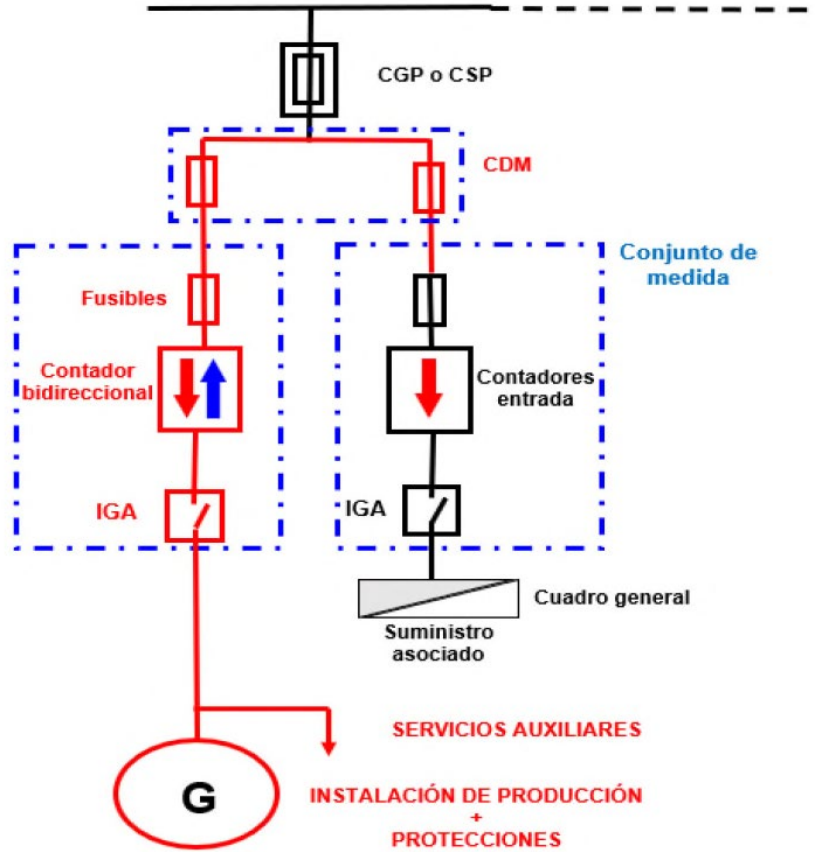 CGP o CSP
CDM
Conjunto de
medida
Fusibles
Contador
bidireccional
Contadores
entrada
IGA
IGA
Cuadro general
Suministro
asociado
SERVICIOS AUXILIARES
G
INSTALACIÓN DE PRODUCCIÓN
+
PROTECCIONES